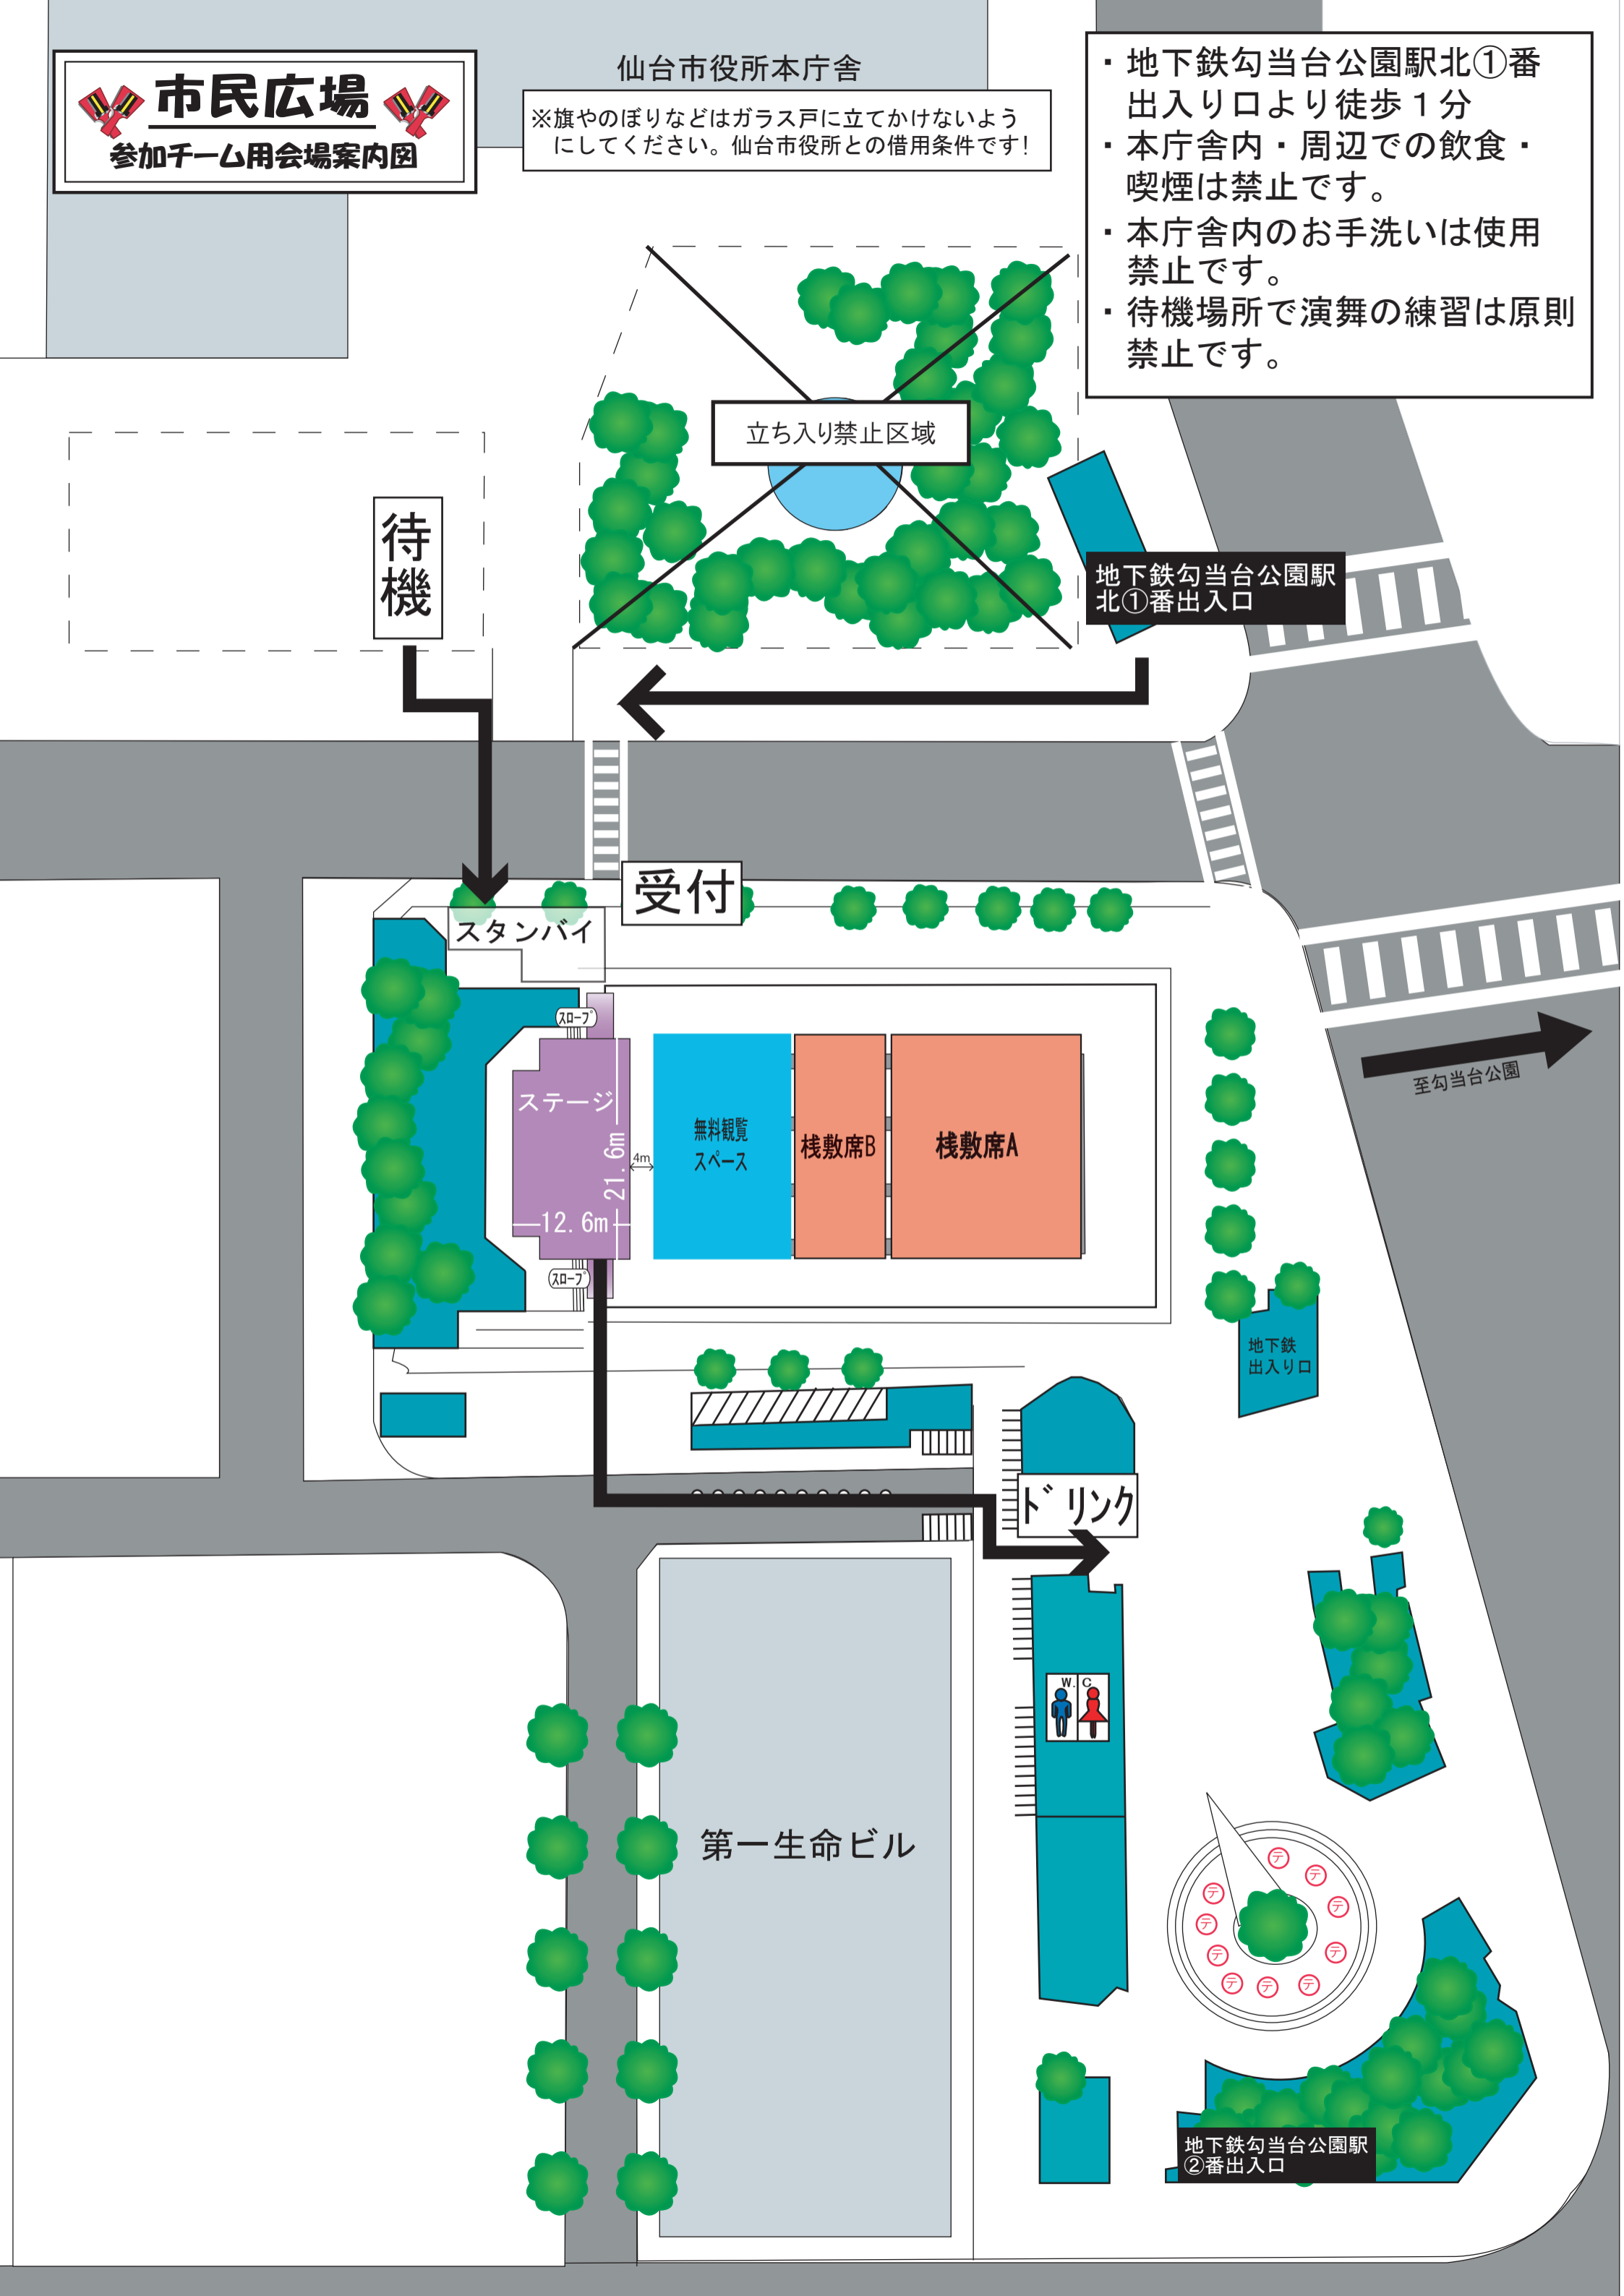 市民広場
参加チーム用会場案内図
仙台市役所本庁舎
※旗やのぼりなどはガラス戸に立てかけないよう
にしてください。仙台市役所との借用条件です!
・地下鉄勾当台公園駅北①番
出入り口より徒歩1分
・本庁舎内・周辺での飲食・
喫煙は禁止です。
・本庁舎内のお手洗いは使用
禁止です。
・待機場所で演舞の練習は原則
禁止です。
立ち入り禁止区域
待機
地下鉄勾当台公園駅
北①番出入口
受付
スタンバイ
スロープ
ステージ
21.6m
12.6m
4m
スロープ
無料観覧
スペース
桟敷席B
桟敷席A
至勾当台公園
地下鉄
出入り口
ドリンク
W.C
第一生命ビル
テ
テ
テ
テ
テ
テ
テ
テ
テ
テ
地下鉄勾当台公園駅
②番出入口